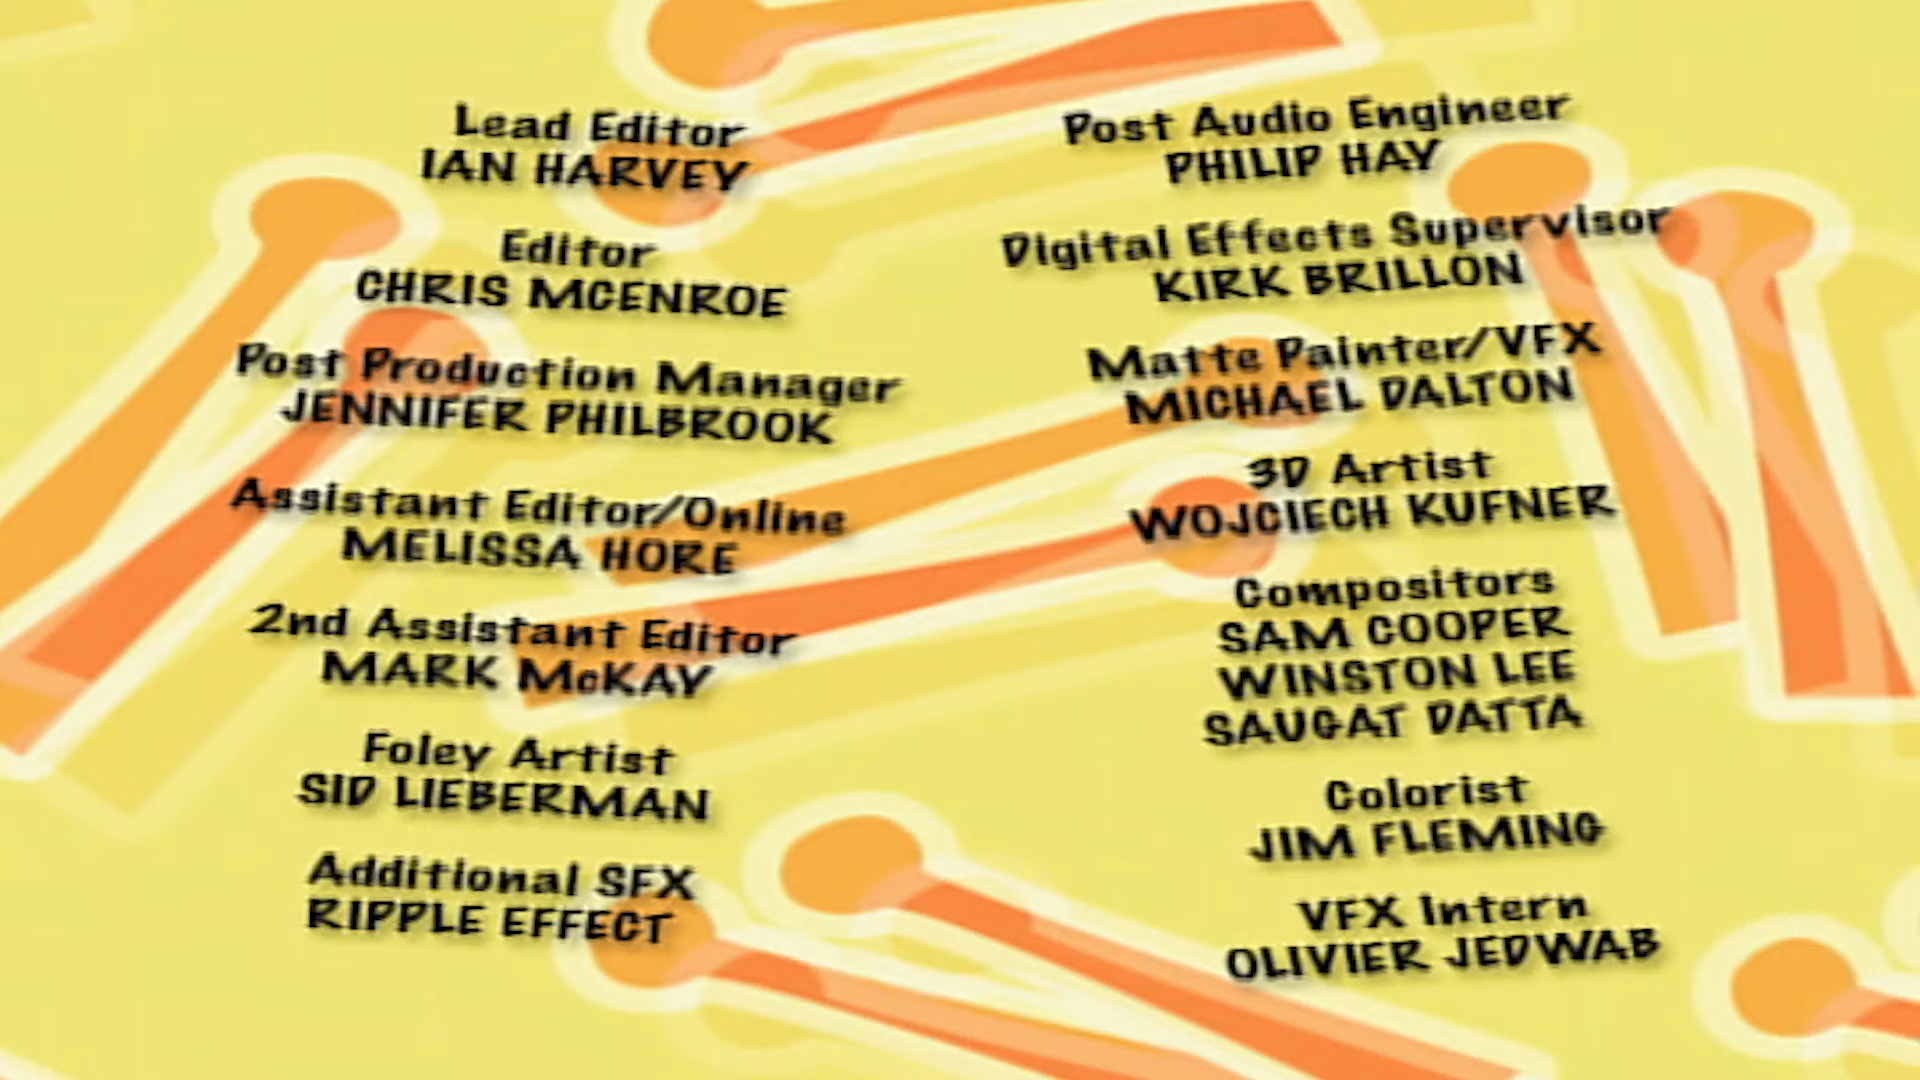 Lead Editor
IAN HARVEY
Editor
CHRIS MCENROE
Post Production Manager
JENNIFER PHILBROOK
Assistant Editor/Online
MELISSA HORE
2nd Assistant Editor
MARK McKAY
Foley Artist
SID LIEBERMAN
Additional SFX
RIPPLE EFFECT
Post Audio Engineer
PHILIP HAY
Digital Effects Supervisor
KIRK BRILLON
Matte Painter/VFX
MICHAEL DALTON
3D Artist
WOJCIECH KUFNER
Compositors
SAM COOPER
WINSTON LEE
SAUGAT DATTA
Colorist
JIM FLEMING
VFX Intern
OLIVIER JEDWAB